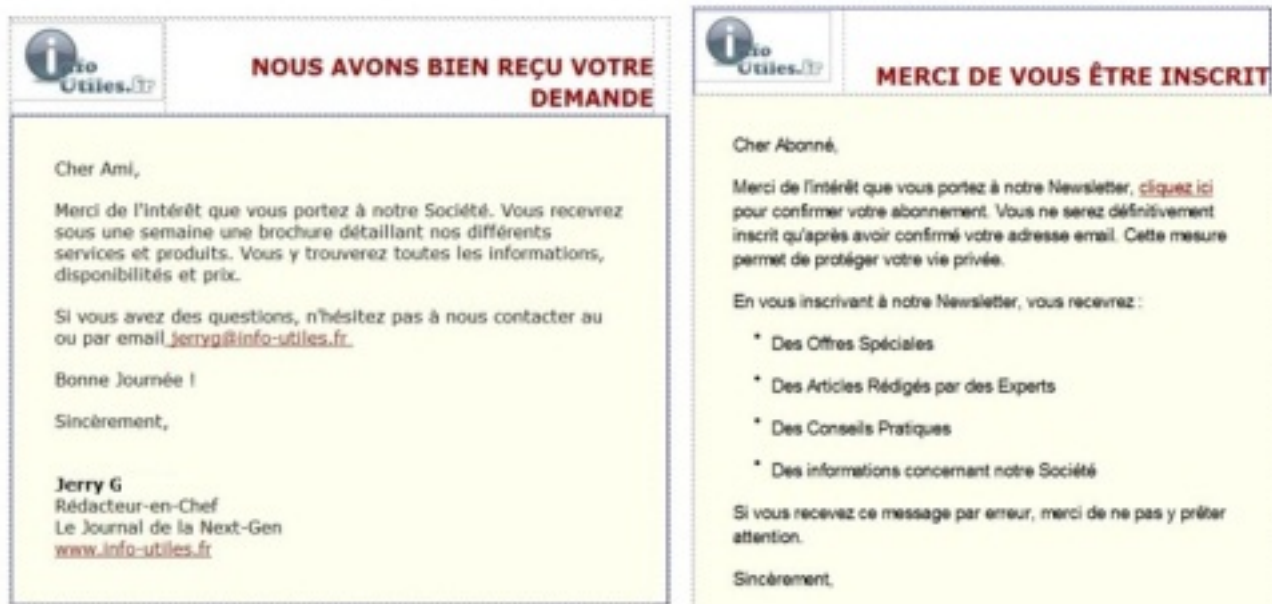 info
Utiles.fr
NOUS AVONS BIEN REÇU VOTRE
DEMANDE
Cher Ami,
Merci de l'intérêt que vous portez à notre Société. Vous recevrez
sous une semaine une brochure détaillant nos différents
services et produits. Vous y trouverez toutes les informations,
disponibilités et prix.
Si vous avez des questions, n'hésitez pas à nous contacter au
ou par email jerryg@info-utiles.fr
Bonne Journée !
Sincèrement,
Jerry G
Rédacteur-en-Chef
Le Journal de la Next-Gen
www.info-utiles.fr
info
Utiles.fr
MERCI DE VOUS ÊTRE INSCRIT
Cher Abonné,
Merci de l'intérêt que vous portez à notre Newsletter, cliquez ici
pour confirmer votre abonnement. Vous ne serez définitivement
inscrit qu'après avoir confirmé votre adresse email. Cette mesure
permet de protéger votre vie privée.
En vous inscrivant à notre Newsletter, vous recevrez :
* Des Offres Spéciales
* Des Articles Rédigés par des Experts
* Des Conseils Pratiques
* Des informations concernant notre Société
Si vous recevez ce message par erreur, merci de ne pas y prêter
attention.
Sincèrement,